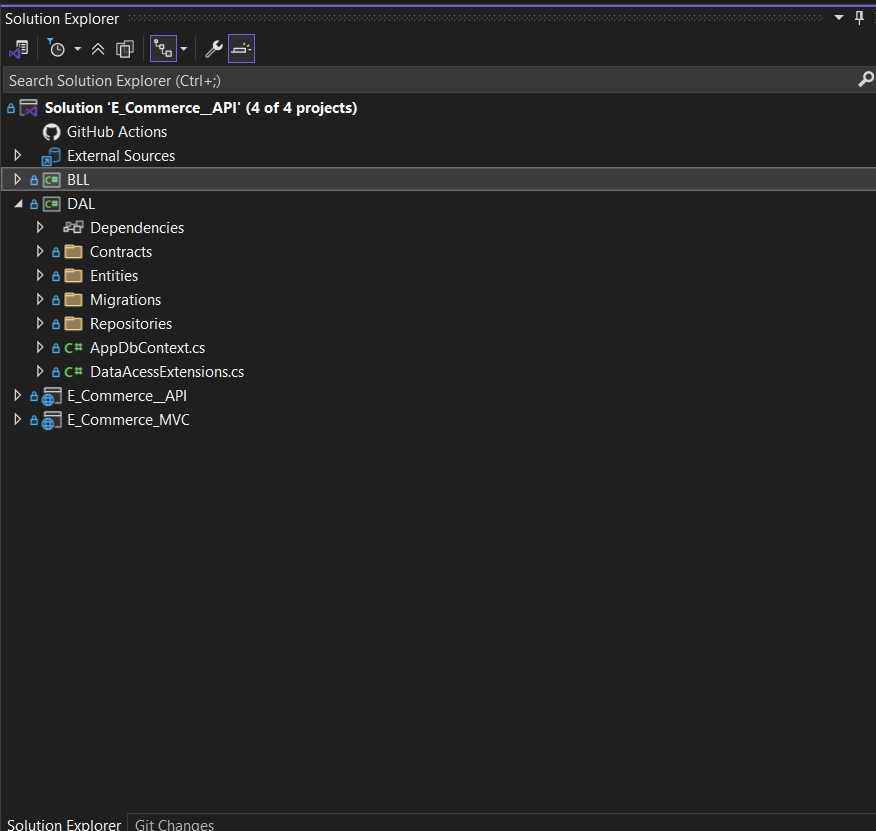 Solution Explorer
Search Solution Explorer (Ctrl+;)
Solution 'E_Commerce__API' (4 of 4 projects)
GitHub Actions
External Sources
C# BLL
C# DAL
Dependencies
Contracts
Entities
Migrations
Repositories
C# AppDbContext.cs
C# DataAcessExtensions.cs
E_Commerce__API
E_Commerce_MVC
Solution Explorer Git Changes